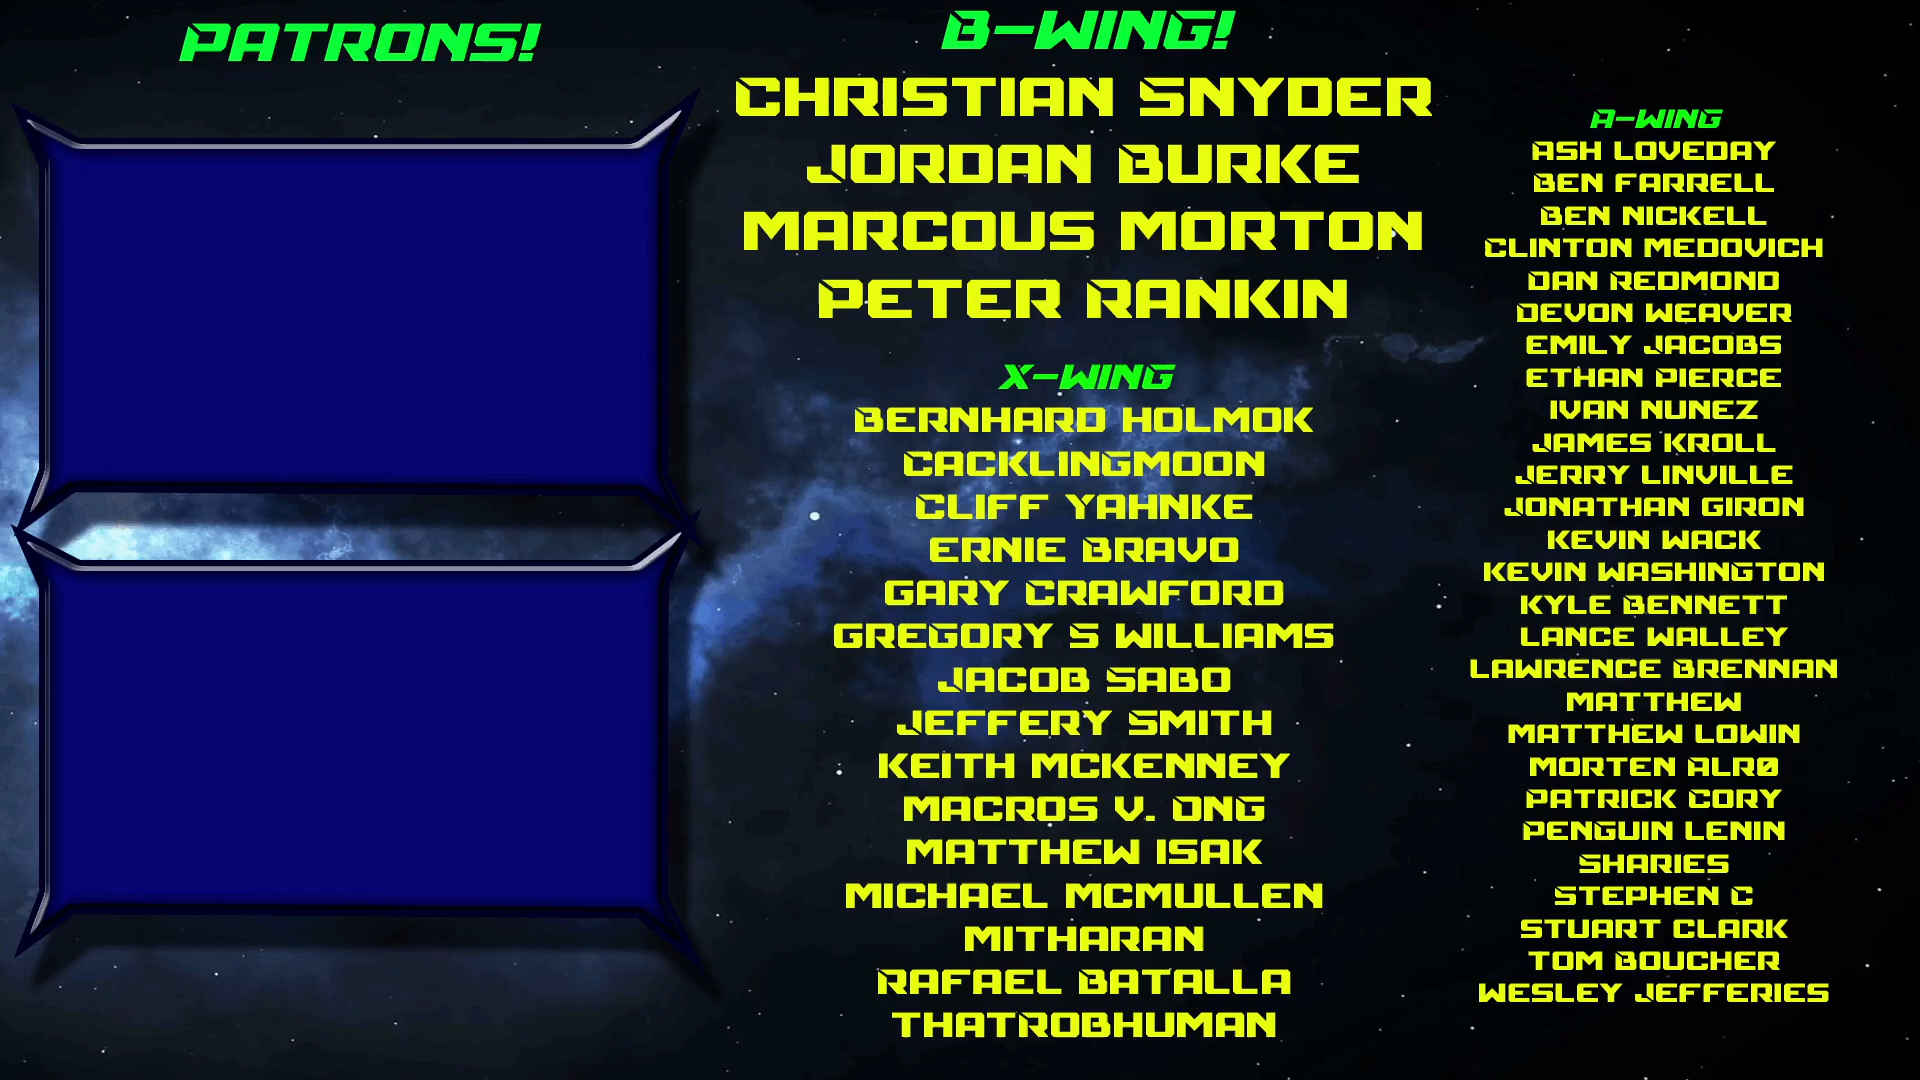 PATRONS!
B-WING!
CHRISTIAN SNYDER
JORDAN BURKE
MARCOUS MORTON
PETER RANKIN
X-WING
BERNHARD HOLMOK
CACKLINGMOON
CLIFF YAHNKE
ERNIE BRAVO
GARY CRAWFORD
GREGORY S WILLIAMS
JACOB SABO
JEFFERY SMITH
KEITH MCKENNEY
MACROS V. ONG
MATTHEW ISAK
MICHAEL MCMULLEN
MITHARAN
RAFAEL BATALLA
THATROBHUMAN
A-WING
ASH LOVEDAY
BEN FARRELL
BEN NICKELL
CLINTON MEDOVICH
DAN REDMOND
DEVON WEAVER
EMILY JACOBS
ETHAN PIERCE
IVAN NUNEZ
JAMES KROLL
JERRY LINVILLE
JONATHAN GIRON
KEVIN WACK
KEVIN WASHINGTON
KYLE BENNETT
LANCE WALLEY
LAWRENCE BRENNAN
MATTHEW
MATTHEW LOWIN
MORTEN ALRØ
PATRICK CORY
PENGUIN LENIN
SHARIES
STEPHEN C
STUART CLARK
TOM BOUCHER
WESLEY JEFFERIES